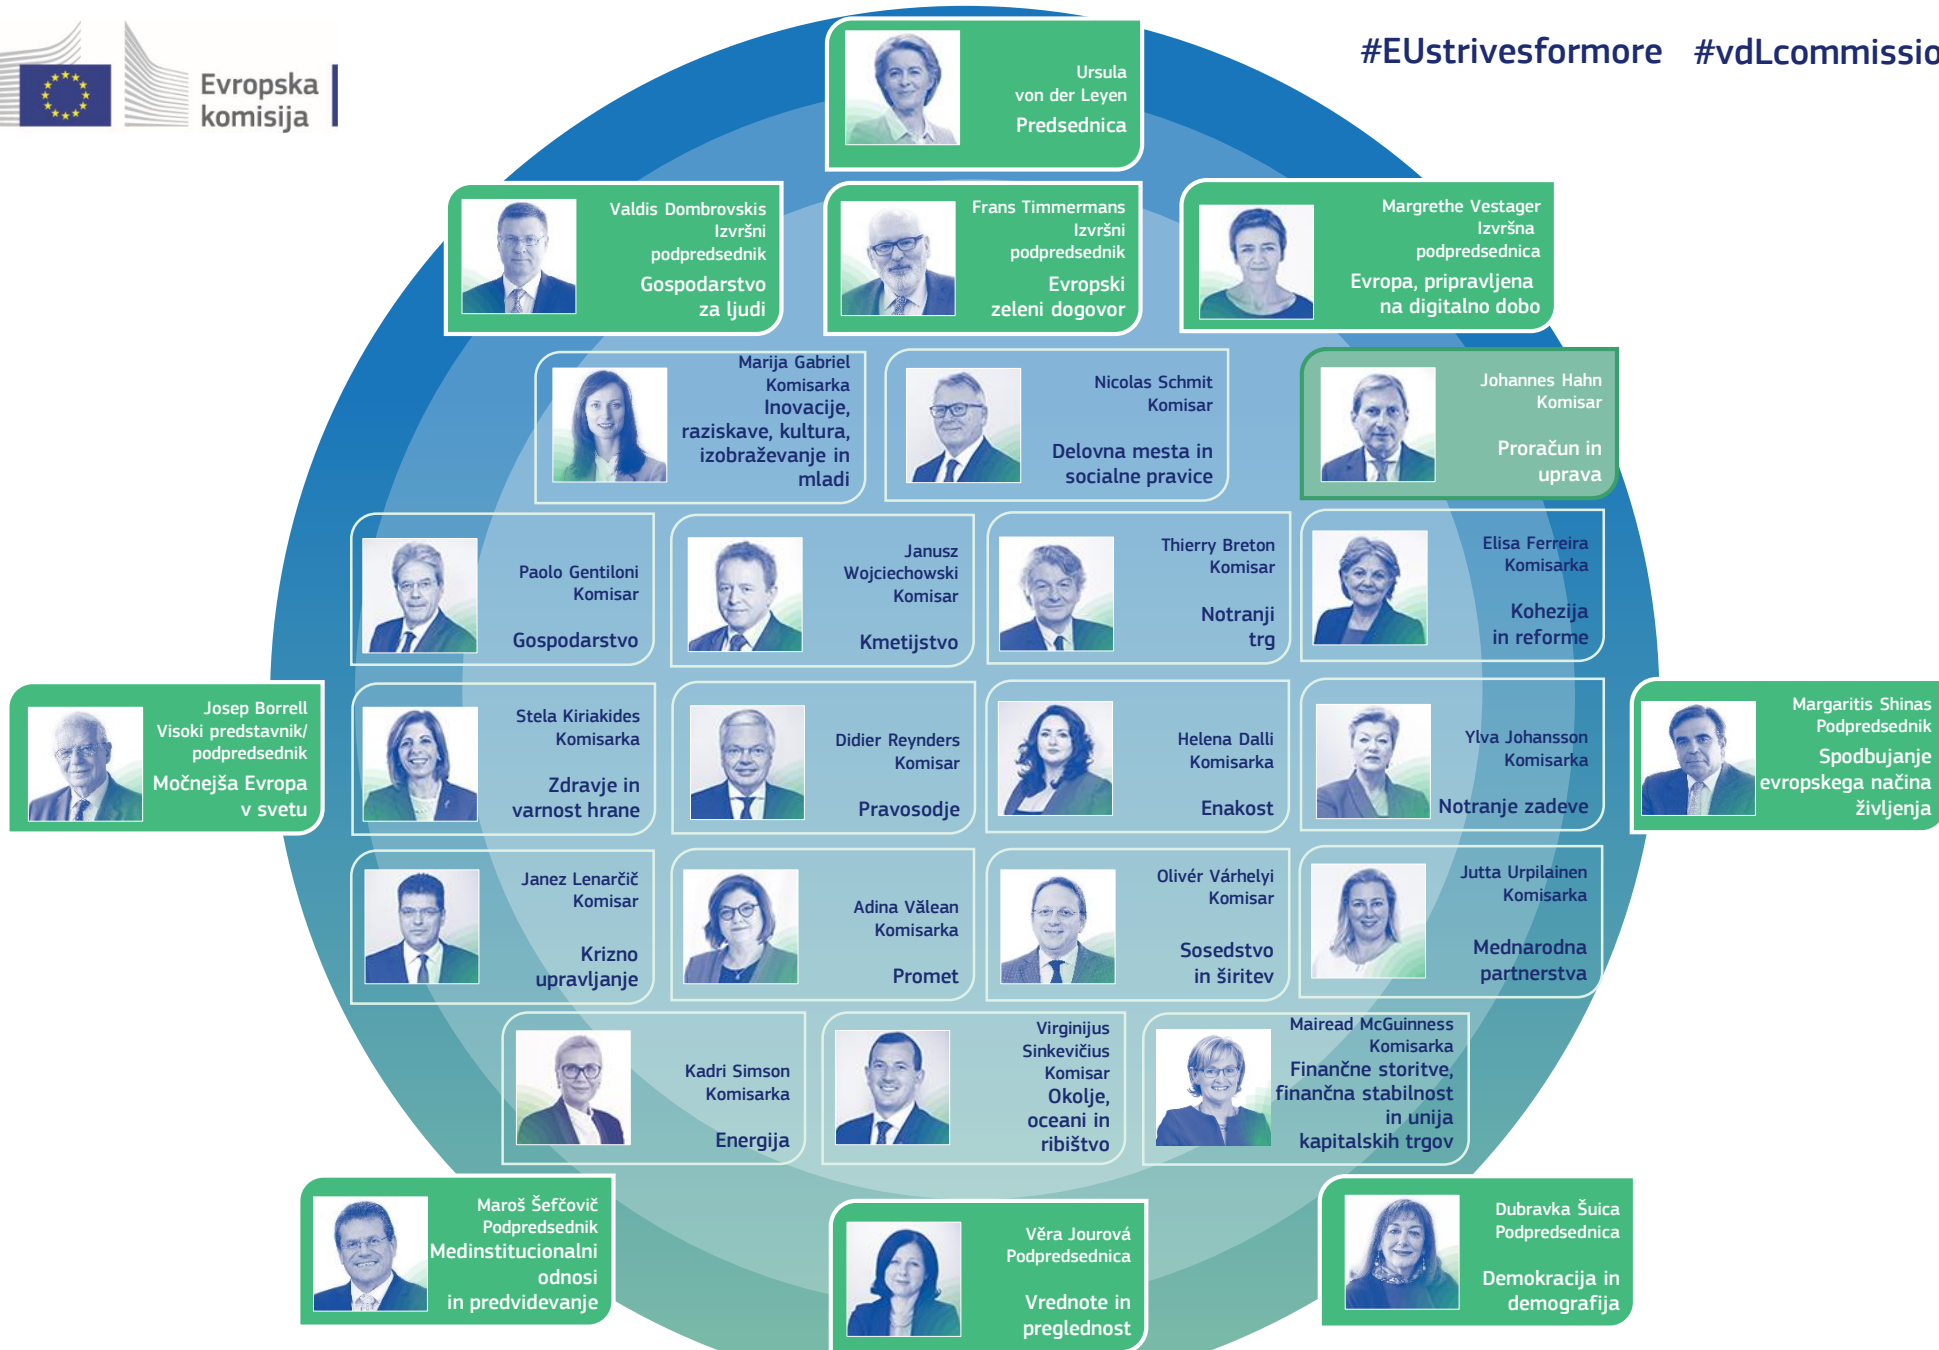 Evropska
komisija
#EUstrivesformore #vdLcommissio
Ursula
von der Leyen
Predsednica
Valdis Dombrovskis
Izvršni
podpredsednik
Gospodarstvo
za ljudi
Frans Timmermans
Izvršni
podpredsednik
Evropski
zeleni dogovor
Margrethe Vestager
Izvršna
podpredsednica
Evropa, pripravljena
na digitalno dobo
Marija Gabriel
Komisarka
Inovacije,
raziskave, kultura,
izobraževanje in
mladi
Nicolas Schmit
Komisar
Delovna mesta in
socialne pravice
Johannes Hahn
Komisar
Proračun in
uprava
Paolo Gentiloni
Komisar
Gospodarstvo
Janusz
Wojciechowski
Komisar
Kmetijstvo
Thierry Breton
Komisar
Notranji
trg
Elisa Ferreira
Komisarka
Kohezija
in reforme
Josep Borrell
Visoki predstavnik/
podpredsednik
Močnejša Evropa
v svetu
Stela Kiriakides
Komisarka
Zdravje in
varnost hrane
Didier Reynders
Komisar
Pravosodje
Helena Dalli
Komisarka
Enakost
Ylva Johansson
Komisarka
Notranje zadeve
Margaritis Shinas
Podpredsednik
Spodbujanje
evropskega načina
življenja
Janez Lenarčič
Komisar
Krizno
upravljanje
Adina Vălean
Komisarka
Promet
Olivér Várhelyi
Komisar
Sosedstvo
in širitev
Jutta Urpilainen
Komisarka
Mednarodna
partnerstva
Kadri Simson
Komisarka
Energija
Virginijus
Sinkevičius
Komisar
Okolje,
oceani in
ribištvo
Mairead McGuinness
Komisarka
Finančne storitve,
finančna stabilnost
in unija
kapitalskih trgov
Maroš Šefčovič
Podpredsednik
Medinstitucionalni
odnosi
in predvidevanje
Věra Jourová
Podpredsednica
Vrednote in
preglednost
Dubravka Šuica
Podpredsednica
Demokracija in
demografija